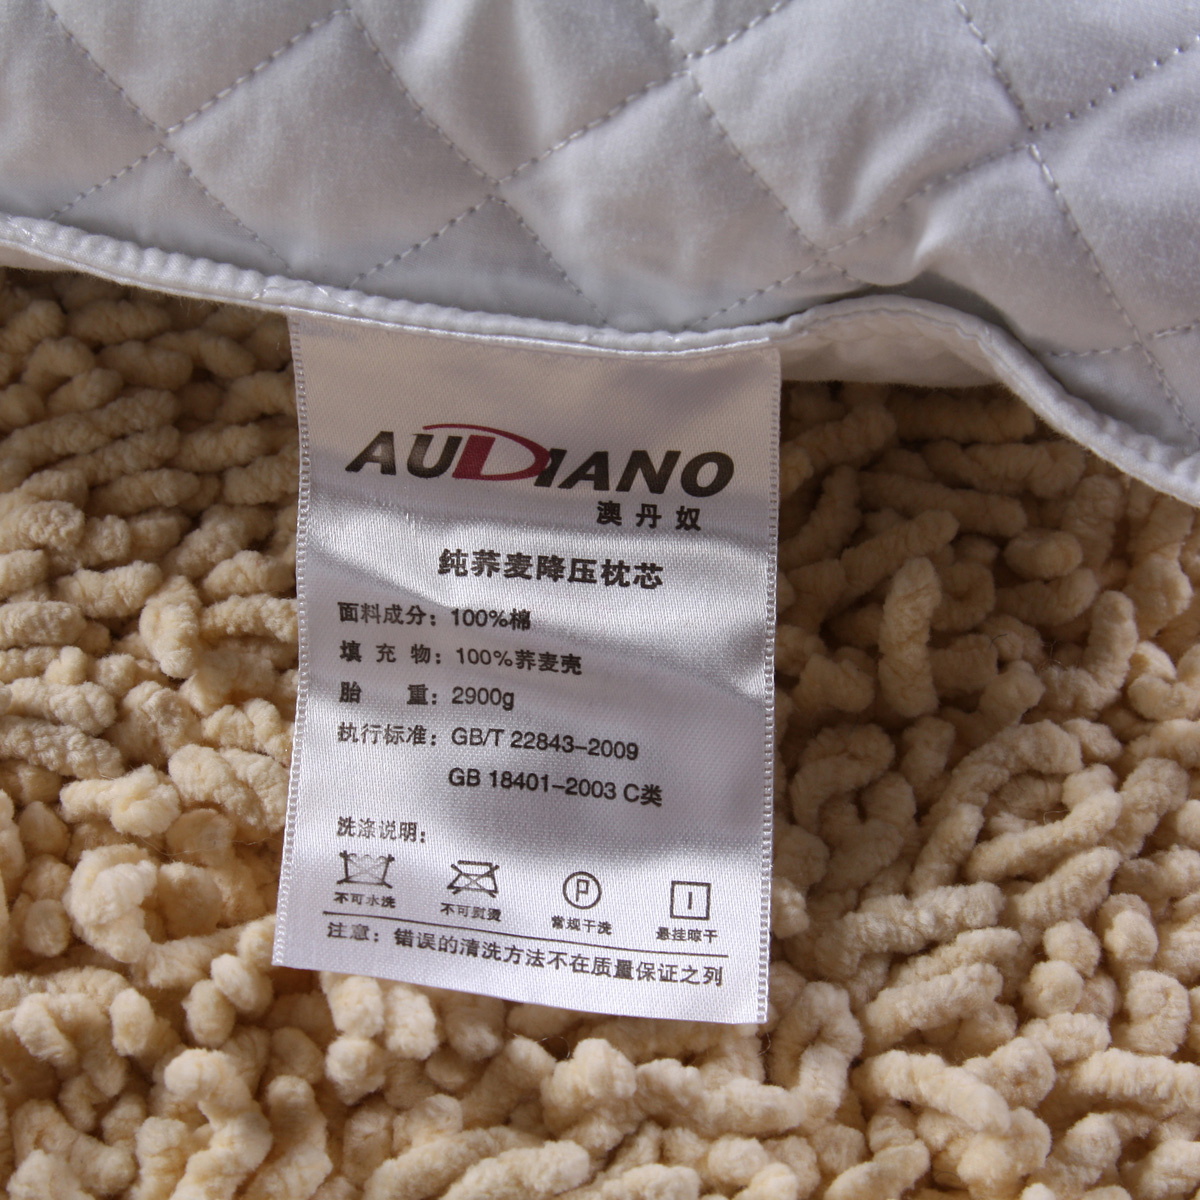 AUDIANO
澳丹奴
纯荞麦降压枕芯
面料成分：100%棉
填 充 物：100%荞麦壳
胎 重：2900g
执行标准：GB/T 22843-2009
GB 18401-2003 C类
洗涤说明：
不可水洗 不可熨烫 P 常规干洗 悬挂晾干
注意：错误的清洗方法不在质量保证之列